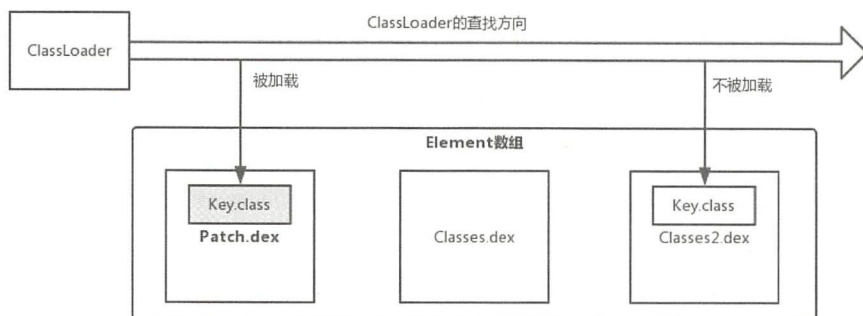 ClassLoader的查找方向
ClassLoader
被加载
不被加载
Element数组
Key.class
Patch.dex
Classes.dex
Key.class
Classes2.dex